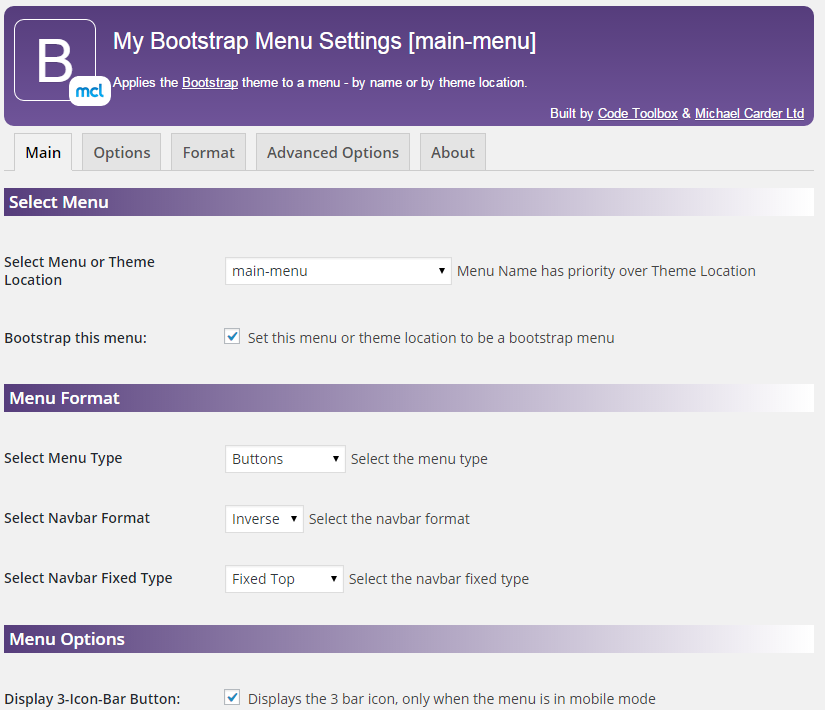 B
mcl
My Bootstrap Menu Settings [main-menu]
Applies the Bootstrap theme to a menu - by name or by theme location.
Built by Code Toolbox & Michael Carder Ltd
Main Options Format Advanced Options About
Select Menu
Select Menu or Theme
Location
main-menu Menu Name has priority over Theme Location
Bootstrap this menu: Set this menu or theme location to be a bootstrap menu
Menu Format
Select Menu Type Buttons Select the menu type
Select Navbar Format Inverse Select the navbar format
Select Navbar Fixed Type Fixed Top Select the navbar fixed type
Menu Options
Display 3-Icon-Bar Button: Displays the 3 bar icon, only when the menu is in mobile mode